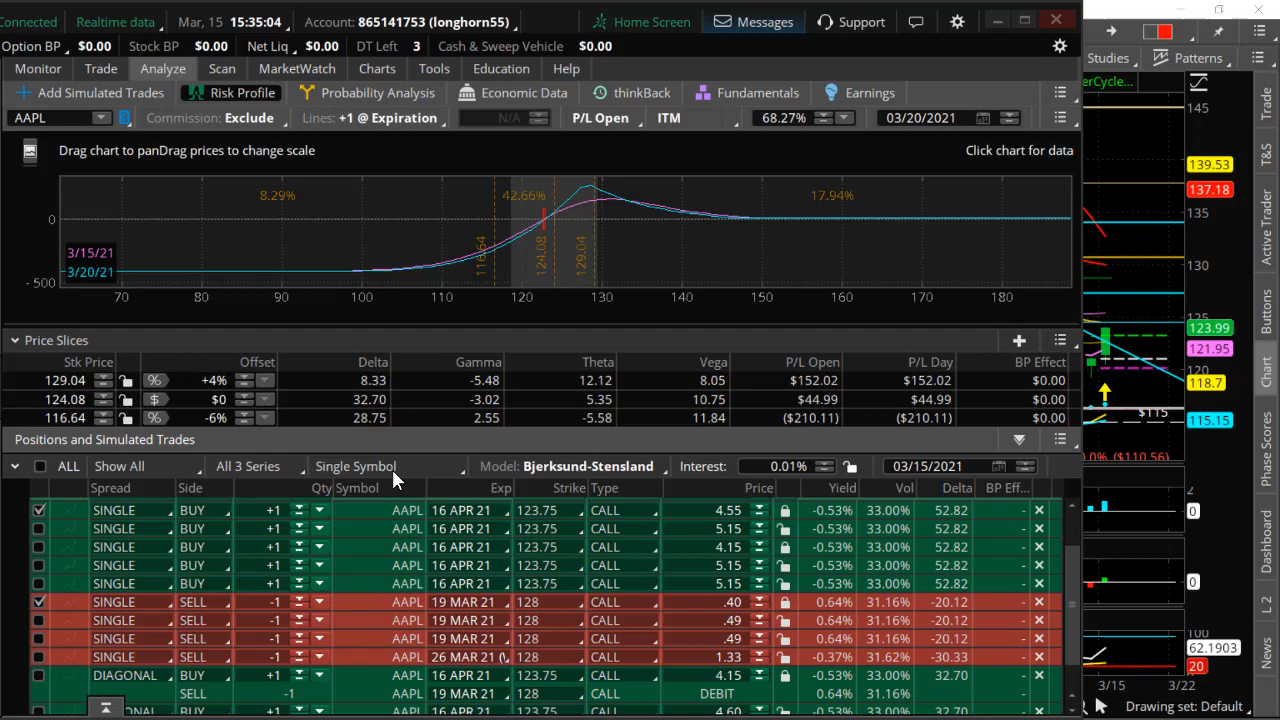 Connected Realtime data Mar, 15 15:35:04 Account: 865141753 (longhorn55) Home Screen Messages Support
Option BP $0.00 Stock BP $0.00 Net Liq $0.00 DT Left 3 Cash & Sweep Vehicle $0.00
Monitor Trade Analyze Scan MarketWatch Charts Tools Education Help
Add Simulated Trades Risk Profile Economic Data thinkBack Fundamentals Earnings
AAPL Commission: Exclude Lines: +1 @ Expiration N/A P/L Open ITM 68.27% 03/20/2021
Drag chart to panDrag prices to change scale Click chart for data
8.29% 42.66% 17.94%
0
3/15/21
3/20/21
-500
116.64 124.08 129.04
70 80 90 100 110 120 130 140 150 160 170 180
Price Slices
Stk Price Offset Delta Gamma Theta Vega P/L Open P/L Day BP Effect
129.04 % +4% 8.33 5.48 12.12 8.05 $152.02 $152.02 $0.00
124.08 $ $0 32.70 -3.02 5.35 10.75 $44.99 $44.99 $0.00
116.64 % -6% 28.75 2.55 -5.58 11.84 ($210.11) ($210.11) $0.00
Positions and Simulated Trades
ALL Show All All 3 Series Single Symbol Model: Bjerksund-Stensland Interest: 0.01% 03/15/2021
Spread Side Qty Symbol Exp Strike Type Price Yield Vol Delta BP Eff...
SINGLE BUY +1 AAPL 16 APR 21 123.75 CALL 4.55 -0.53% 33.00% 52.82 -
SINGLE BUY +1 AAPL 16 APR 21 123.75 CALL 5.15 -0.53% 33.00% 52.82 -
SINGLE BUY +1 AAPL 16 APR 21 123.75 CALL 4.15 -0.53% 33.00% 52.82 -
SINGLE BUY +1 AAPL 16 APR 21 123.75 CALL 5.15 -0.53% 33.00% 52.82 -
SINGLE BUY +1 AAPL 16 APR 21 123.75 CALL 5.15 -0.53% 33.00% 52.82 -
SINGLE SELL -1 AAPL 19 MAR 21 128 CALL .40 0.64% 31.16% -20.12 -
SINGLE SELL -1 AAPL 19 MAR 21 128 CALL .49 0.64% 31.16% -20.12 -
SINGLE SELL -1 AAPL 19 MAR 21 128 CALL .49 0.64% 31.16% -20.12 -
SINGLE SELL -1 AAPL 26 MAR 21 128 CALL 1.33 -0.37% 31.62% -30.33 -
DIAGONAL BUY +1 AAPL 16 APR 21 123.75 CALL 4.15 -0.53% 33.00% 32.70 -
SELL -1 AAPL 19 MAR 21 128 CALL DEBIT 0.64% 31.16%
Studies Patterns
145
139.53
137.18
135
130
125
123.99
121.95
120
118.7
$115
115.15
($110.56)
2
0
0
100
62.1903
20
3/15 3/22
Drawing set: Default
Trade
T&S
Active Trader
Buttons
Chart
Phase Scores
Dashboard
L 2
News